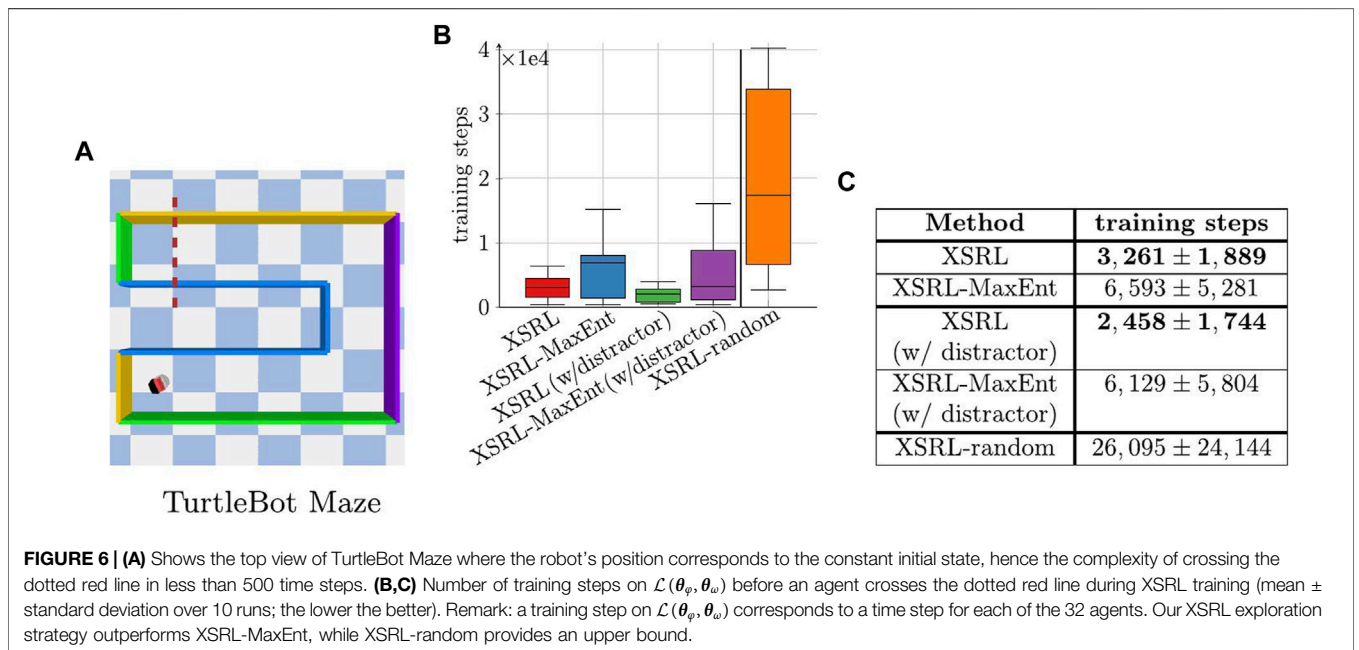 A
TurtleBot Maze
B
×1e4
4
3
2
1
0
training steps
XSRL
XSRL-MaxEnt
XSRL(w/distractor)
XSRL-MaxEnt(w/distractor)
XSRL-random
C
Method training steps
XSRL 3,261 ± 1,889
XSRL-MaxEnt 6,593 ± 5,281
XSRL 2,458 ± 1,744
(w/ distractor)
XSRL-MaxEnt 6,129 ± 5,804
(w/ distractor)
XSRL-random 26,095 ± 24,144
FIGURE 6 | (A) Shows the top view of TurtleBot Maze where the robot's position corresponds to the constant initial state, hence the complexity of crossing the
dotted red line in less than 500 time steps. (B,C) Number of training steps on ℒ(θφ, θω) before an agent crosses the dotted red line during XSRL training (mean ±
standard deviation over 10 runs; the lower the better). Remark: a training step on ℒ(θφ, θω) corresponds to a time step for each of the 32 agents. Our XSRL exploration
strategy outperforms XSRL-MaxEnt, while XSRL-random provides an upper bound.